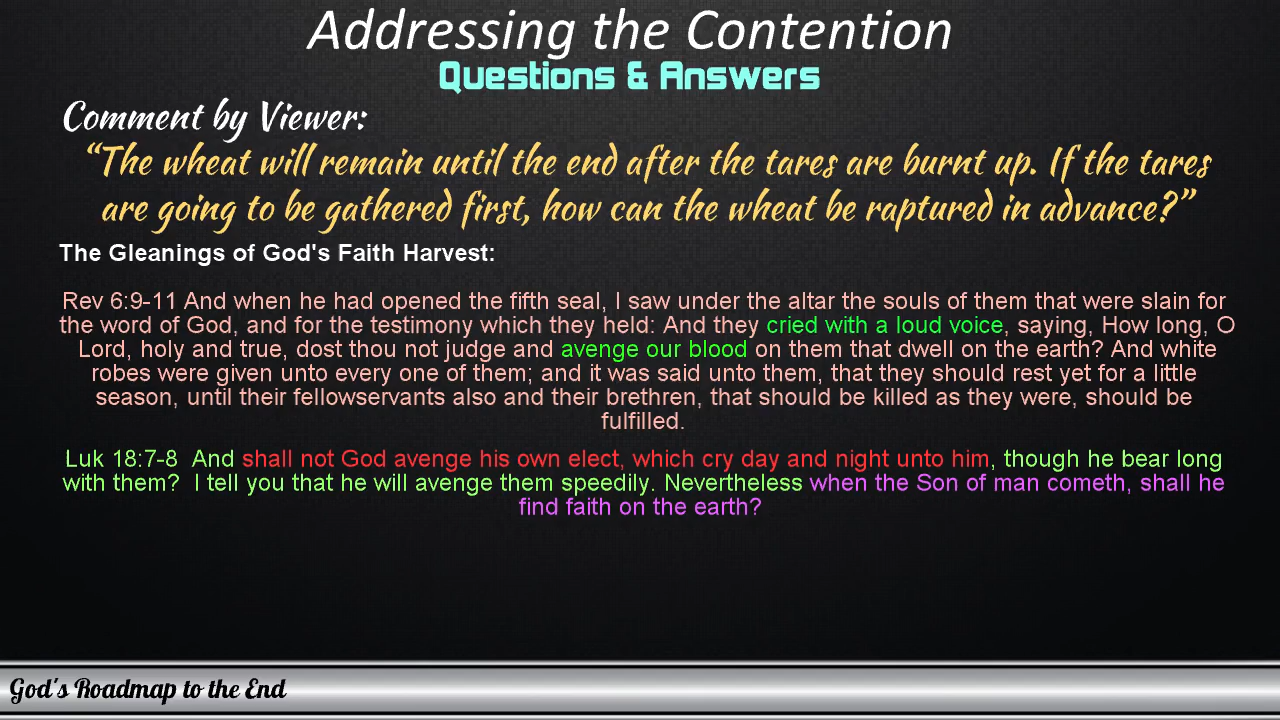 Addressing the Contention
Questions & Answers
Comment by Viewer:
“The wheat will remain until the end after the tares are burnt up. If the tares
are going to be gathered first, how can the wheat be raptured in advance?”
The Gleanings of God's Faith Harvest:
Rev 6:9-11 And when he had opened the fifth seal, I saw under the altar the souls of them that were slain for
the word of God, and for the testimony which they held: And they cried with a loud voice, saying, How long, O
Lord, holy and true, dost thou not judge and avenge our blood on them that dwell on the earth? And white
robes were given unto every one of them; and it was said unto them, that they should rest yet for a little
season, until their fellowservants also and their brethren, that should be killed as they were, should be
fulfilled.
Luk 18:7-8  And shall not God avenge his own elect, which cry day and night unto him, though he bear long
with them?  I tell you that he will avenge them speedily. Nevertheless when the Son of man cometh, shall he
find faith on the earth?
God's Roadmap to the End